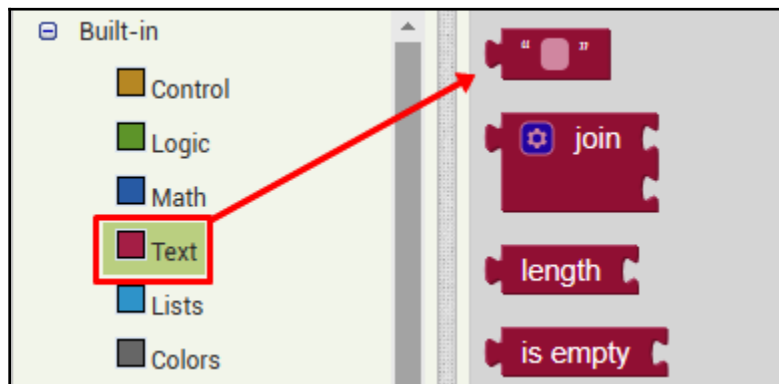 Built-in
Control
Logic
Math
Text
Lists
Colors
“ ”
join
length
is empty